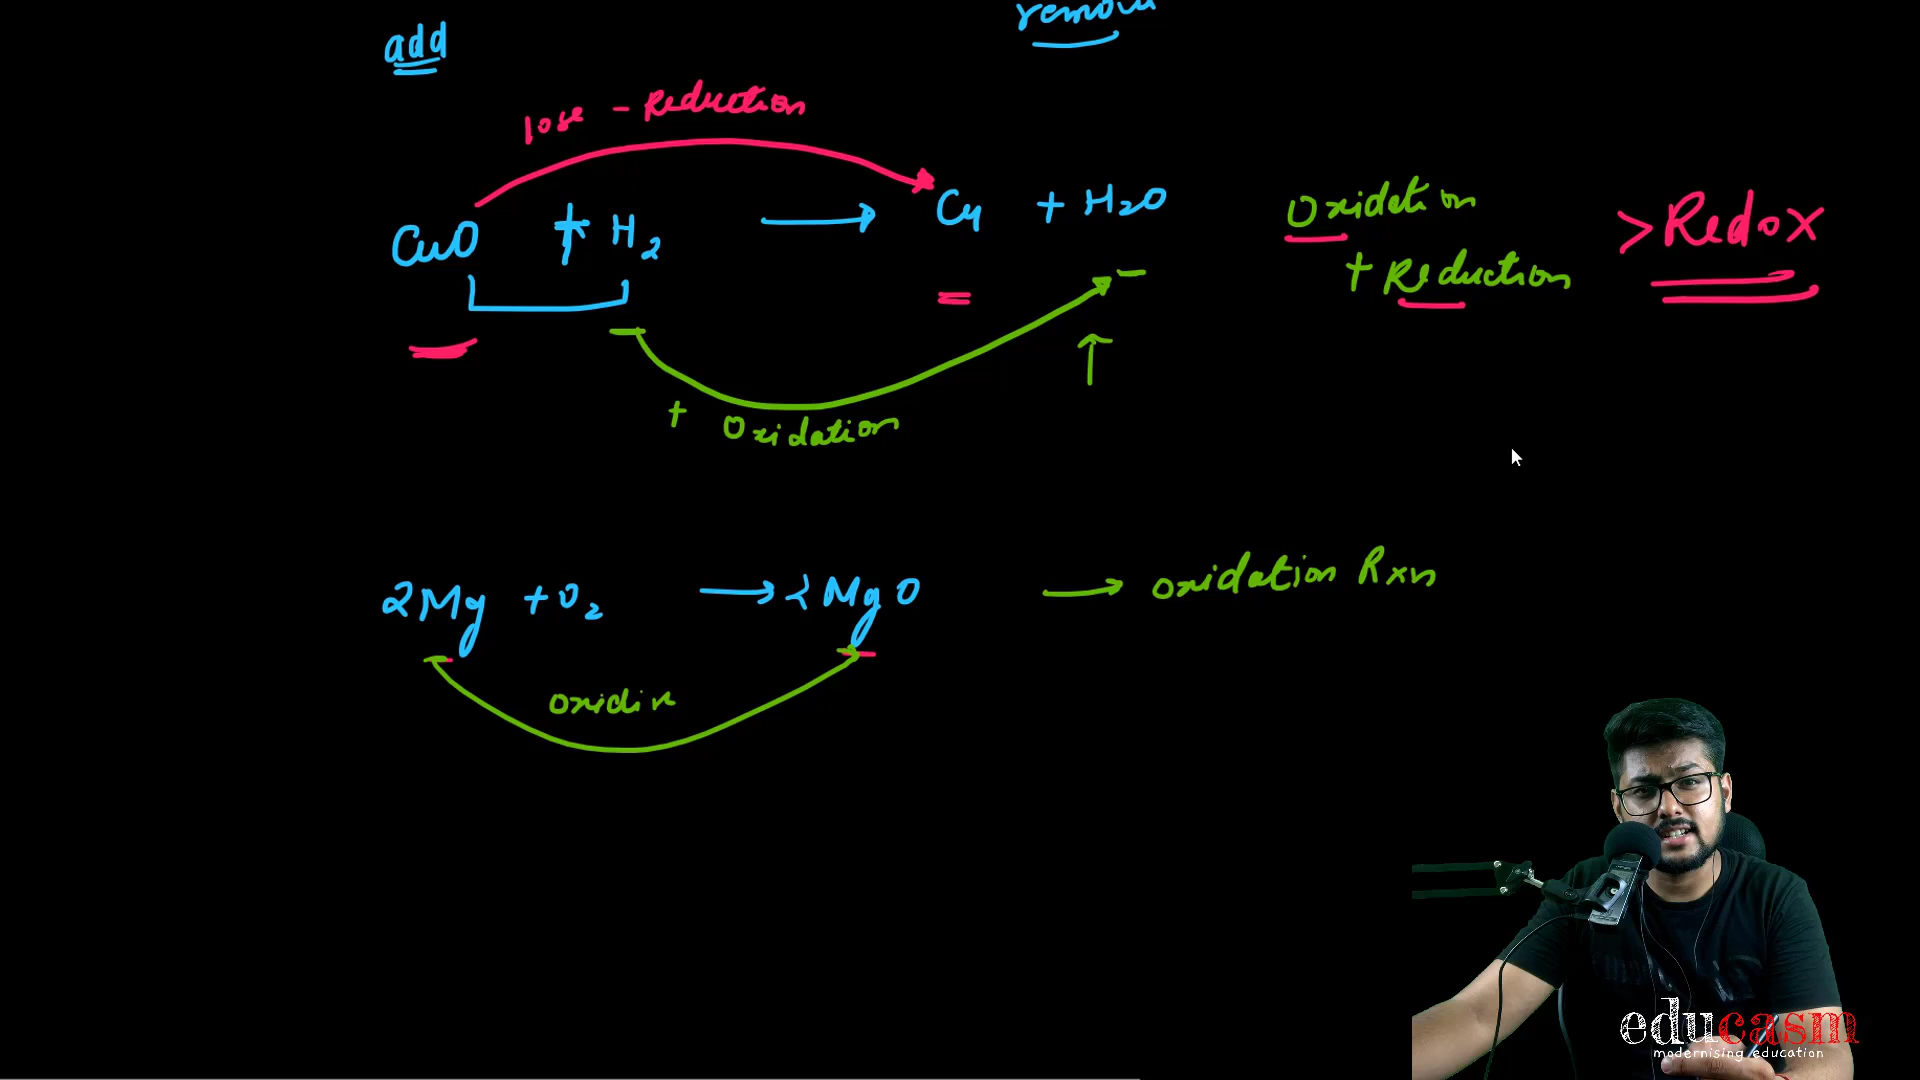 add
remove
lose - Reduction
CuO + H2 → Cu + H2O
Oxidation
+ Reduction
> Redox
+ Oxidation
2Mg + O2 → 2MgO → oxidation Rxn
educasm
modernising education